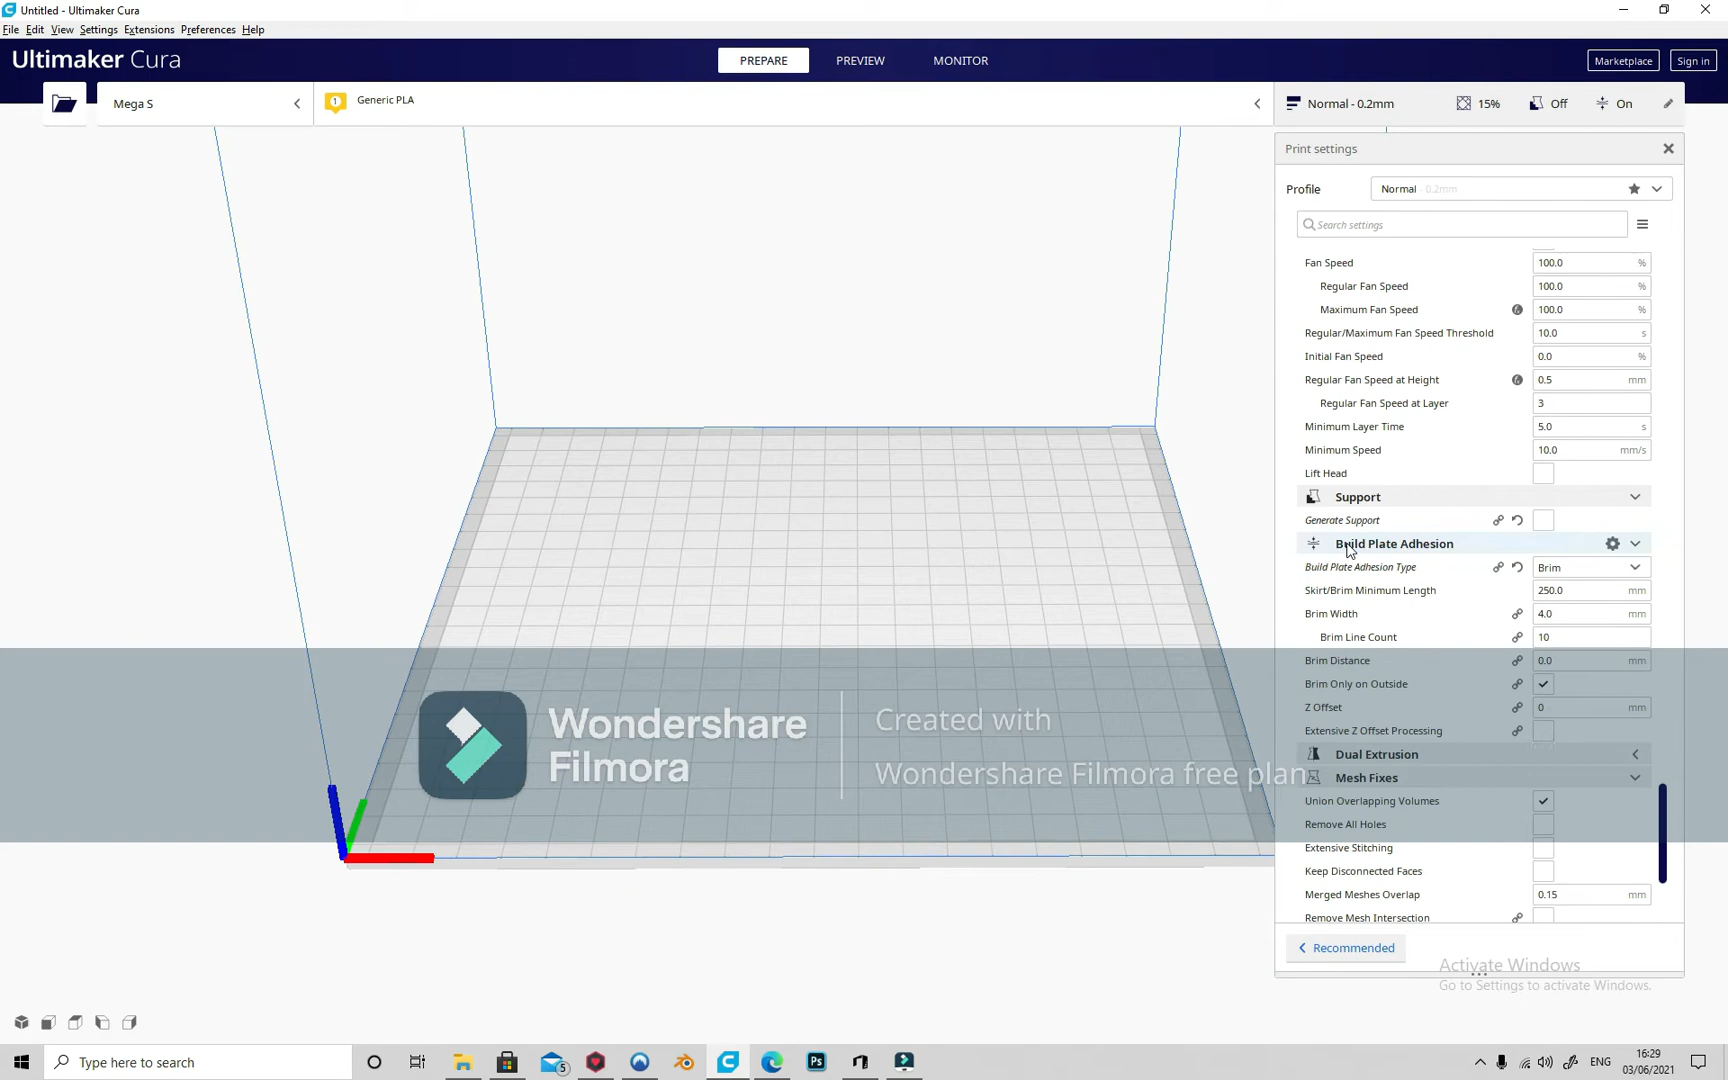 Untitled - Ultimaker Cura
File Edit View Settings Extensions Preferences Help
Ultimaker Cura
PREPARE PREVIEW MONITOR
Marketplace Sign in
Mega S
1 Generic PLA
Normal - 0.2mm 15% Off On
Print settings
Profile Normal - 0.2mm
Search settings
Fan Speed 100.0 %
Regular Fan Speed 100.0 %
Maximum Fan Speed 100.0 %
Regular/Maximum Fan Speed Threshold 10.0 s
Initial Fan Speed 0.0 %
Regular Fan Speed at Height 0.5 mm
Regular Fan Speed at Layer 3
Minimum Layer Time 5.0 s
Minimum Speed 10.0 mm/s
Lift Head
Support
Generate Support
Build Plate Adhesion
Build Plate Adhesion Type Brim
Skirt/Brim Minimum Length 250.0 mm
Brim Width 4.0 mm
Brim Line Count 10
Brim Distance 0.0 mm
Brim Only on Outside
Z Offset 0 mm
Extensive Z Offset Processing
Dual Extrusion
Mesh Fixes
Union Overlapping Volumes
Remove All Holes
Extensive Stitching
Keep Disconnected Faces
Merged Meshes Overlap 0.15 mm
Remove Mesh Intersection
Recommended
Wondershare
Filmora
Created with
Wondershare Filmora free plan
Activate Windows
Go to Settings to activate Windows.
Type here to search
5
Ps
ENG
16:29
03/06/2021